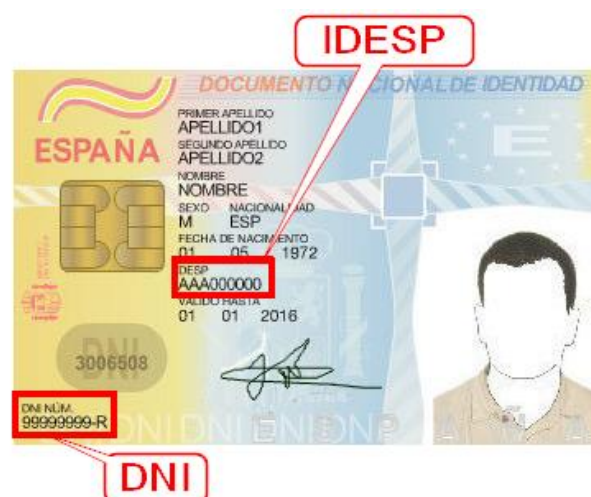 IDESP
DOCUMENTO NACIONAL DE IDENTIDAD
ESPAÑA
PRIMER APELLIDO
APELLIDO1
SEGUNDO APELLIDO
APELLIDO2
NOMBRE
NOMBRE
SEXO NACIONALIDAD
M ESP
FECHA DE NACIMIENTO
01 05 1972
IDESP
AAA000000
VALIDO HASTA
01 01 2016
DNI
3006508
DNI NÚM.
99999999-R
DNI